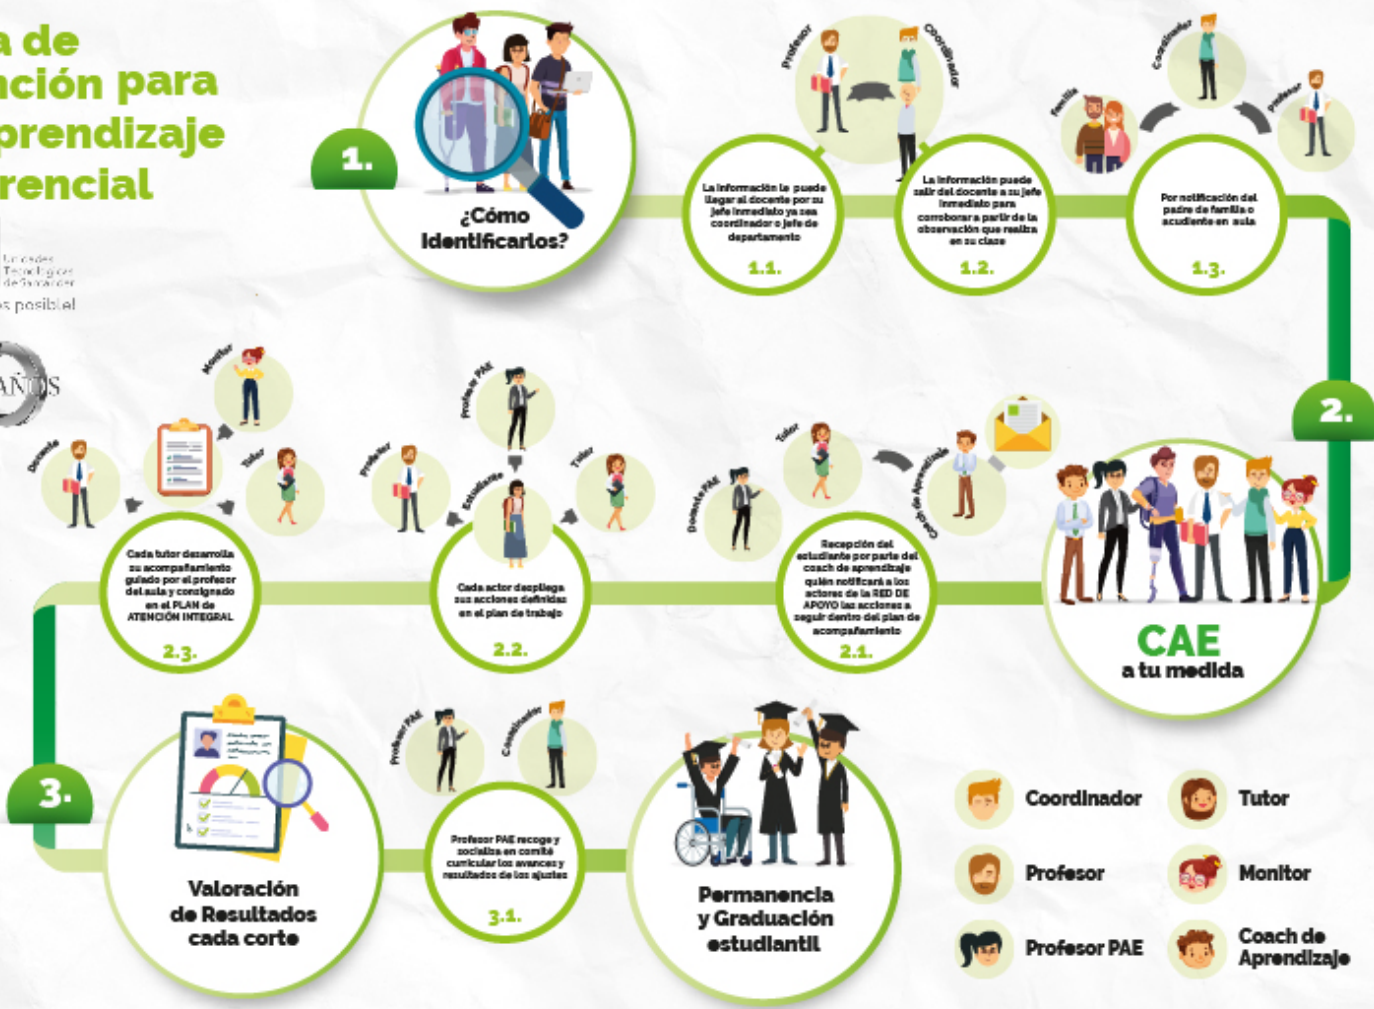 a de
nción para
prendizaje
rencial
Unidades
Tecnológicas
de Santander
es posible!
AÑOS
1.
¿Cómo
Identificarlos?
Profesor
Coordinador
La Información le puede
llegar al docente por su
jefe inmediato ya sea
coordinador o jefe de
departamento
1.1.
La Información puede
salir del docente a su jefe
inmediato para
corroborar a partir de la
observación que realiza
en su clase
1.2.
Familia
Coordinador
Profesor
Por notificación del
padre de familia o
acudiente en aula
1.3.
2.
CAE
a tu medida
Docente PAE
Tutor
Coach de Aprendizaje
Recepción del
estudiante por parte del
coach de aprendizaje
quién notificará a los
actores de la RED DE
APOYO las acciones a
seguir dentro del plan de
acompañamiento
2.1.
Profesor
Profesor PAE
Estudiante
Tutor
Cada actor despliega
sus acciones definidas
en el plan de trabajo
2.2.
Docente
Monitor
Tutor
Cada tutor desarrolla
su acompañamiento
guiado por el profesor
del aula y consignado
en el PLAN de
ATENCIÓN INTEGRAL
2.3.
3.
Valoración
de Resultados
cada corte
Profesor PAE
Coordinador
Profesor PAE recoge y
socializa en comité
curricular los avances y
resultados de los ajustes
3.1.
Permanencia
y Graduación
estudiantil
Coordinador
Tutor
Profesor
Monitor
Profesor PAE
Coach de
Aprendizaje